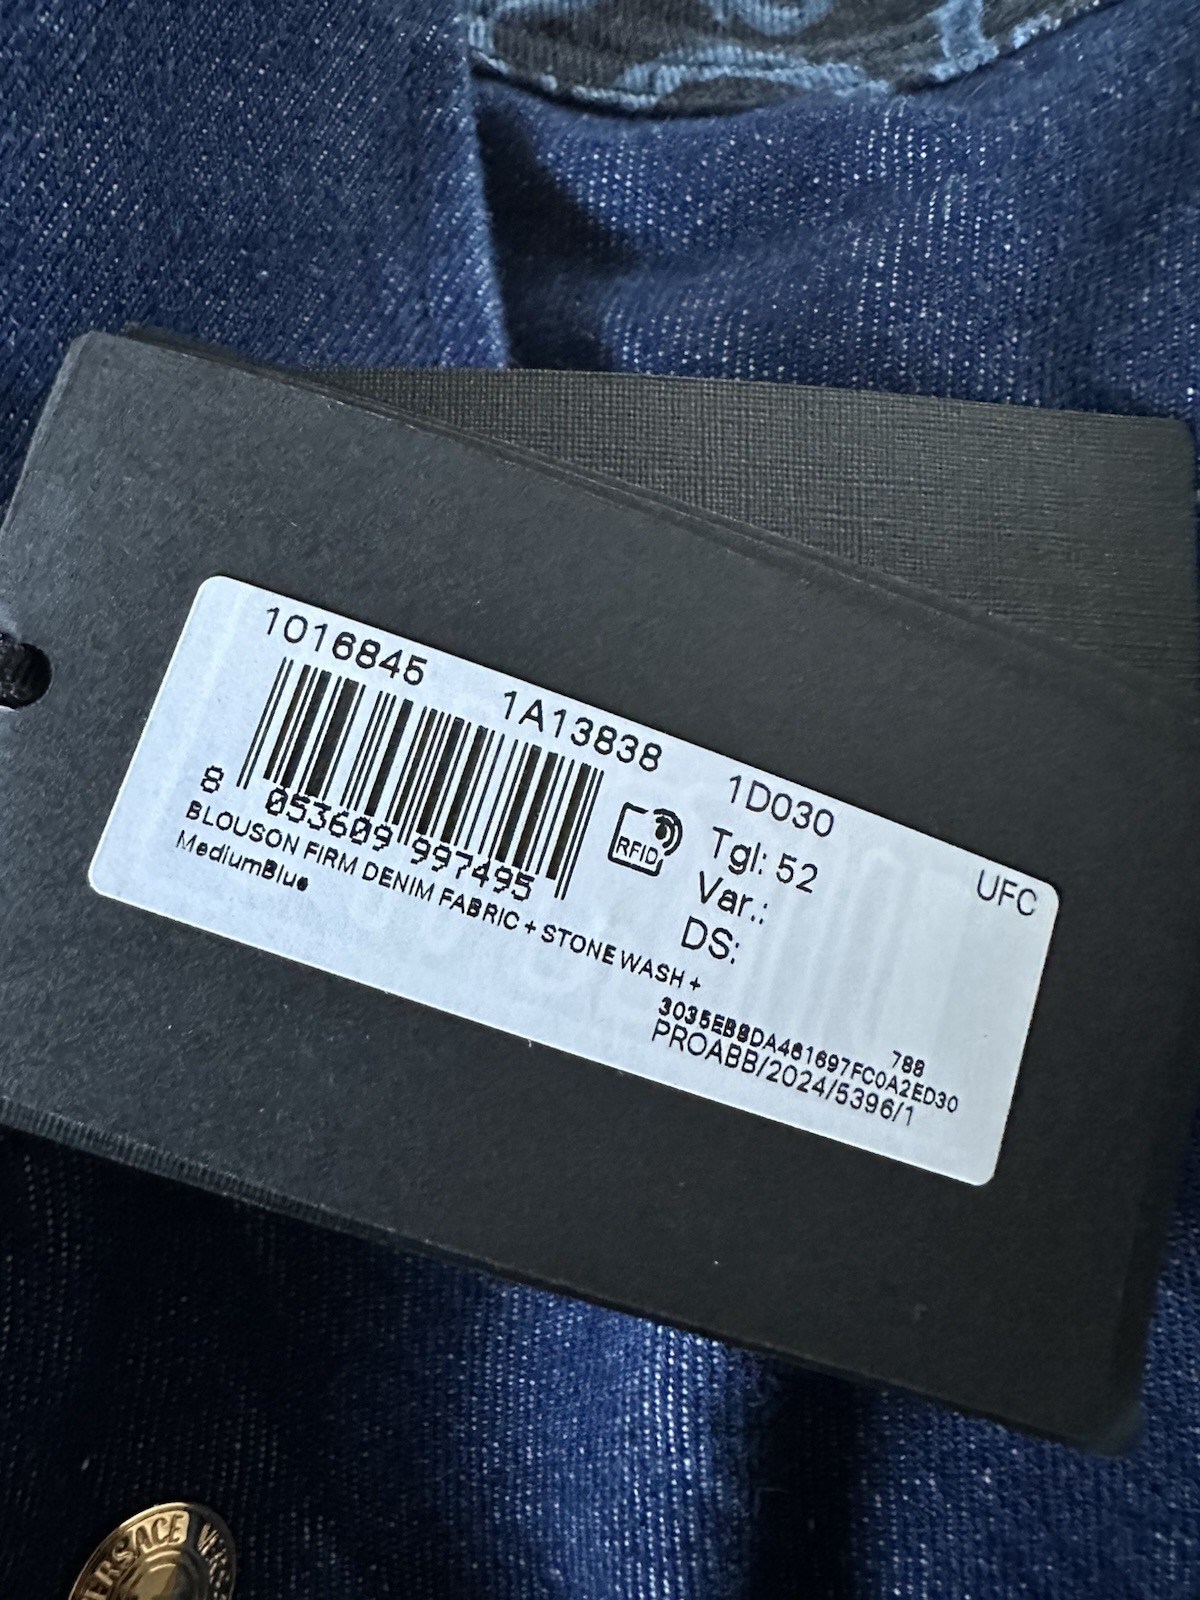 1016845 1A13838 1D030
8 053609 997495
RFID
Tgl: 52
UFC
Var.:
DS:
BLOUSON FIRM DENIM FABRIC + STONE WASH +
MediumBlue
788
3035EB8DA461697FC0A2ED30
PROABB/2024/5396/1
VERSACE